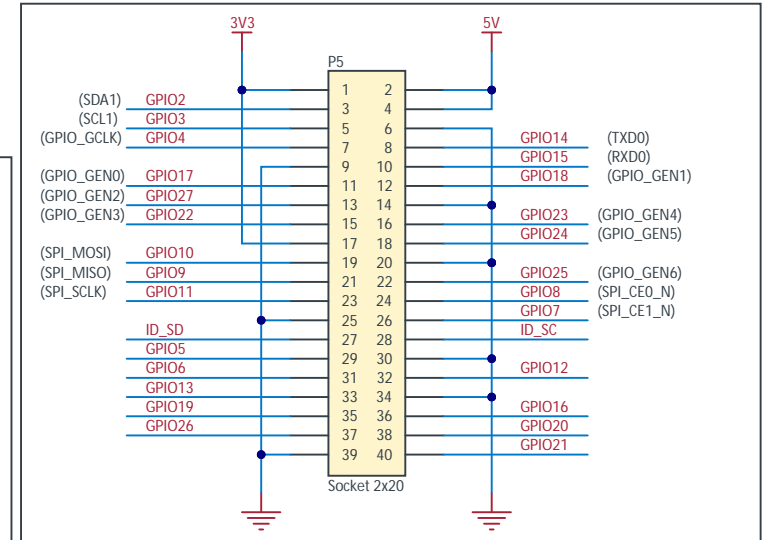 3V3 5V
P5
1 2
(SDA1) GPIO2 3 4
(SCL1) GPIO3 5 6
(GPIO_GCLK) GPIO4 7 8 GPIO14 (TXD0)
9 10 GPIO15 (RXD0)
(GPIO_GEN0) GPIO17 11 12 GPIO18 (GPIO_GEN1)
(GPIO_GEN2) GPIO27 13 14
(GPIO_GEN3) GPIO22 15 16 GPIO23 (GPIO_GEN4)
17 18 GPIO24 (GPIO_GEN5)
(SPI_MOSI) GPIO10 19 20
(SPI_MISO) GPIO9 21 22 GPIO25 (GPIO_GEN6)
(SPI_SCLK) GPIO11 23 24 GPIO8 (SPI_CE0_N)
25 26 GPIO7 (SPI_CE1_N)
ID_SD 27 28 ID_SC
GPIO5 29 30
GPIO6 31 32 GPIO12
GPIO13 33 34
GPIO19 35 36 GPIO16
GPIO26 37 38 GPIO20
39 40 GPIO21
Socket 2x20